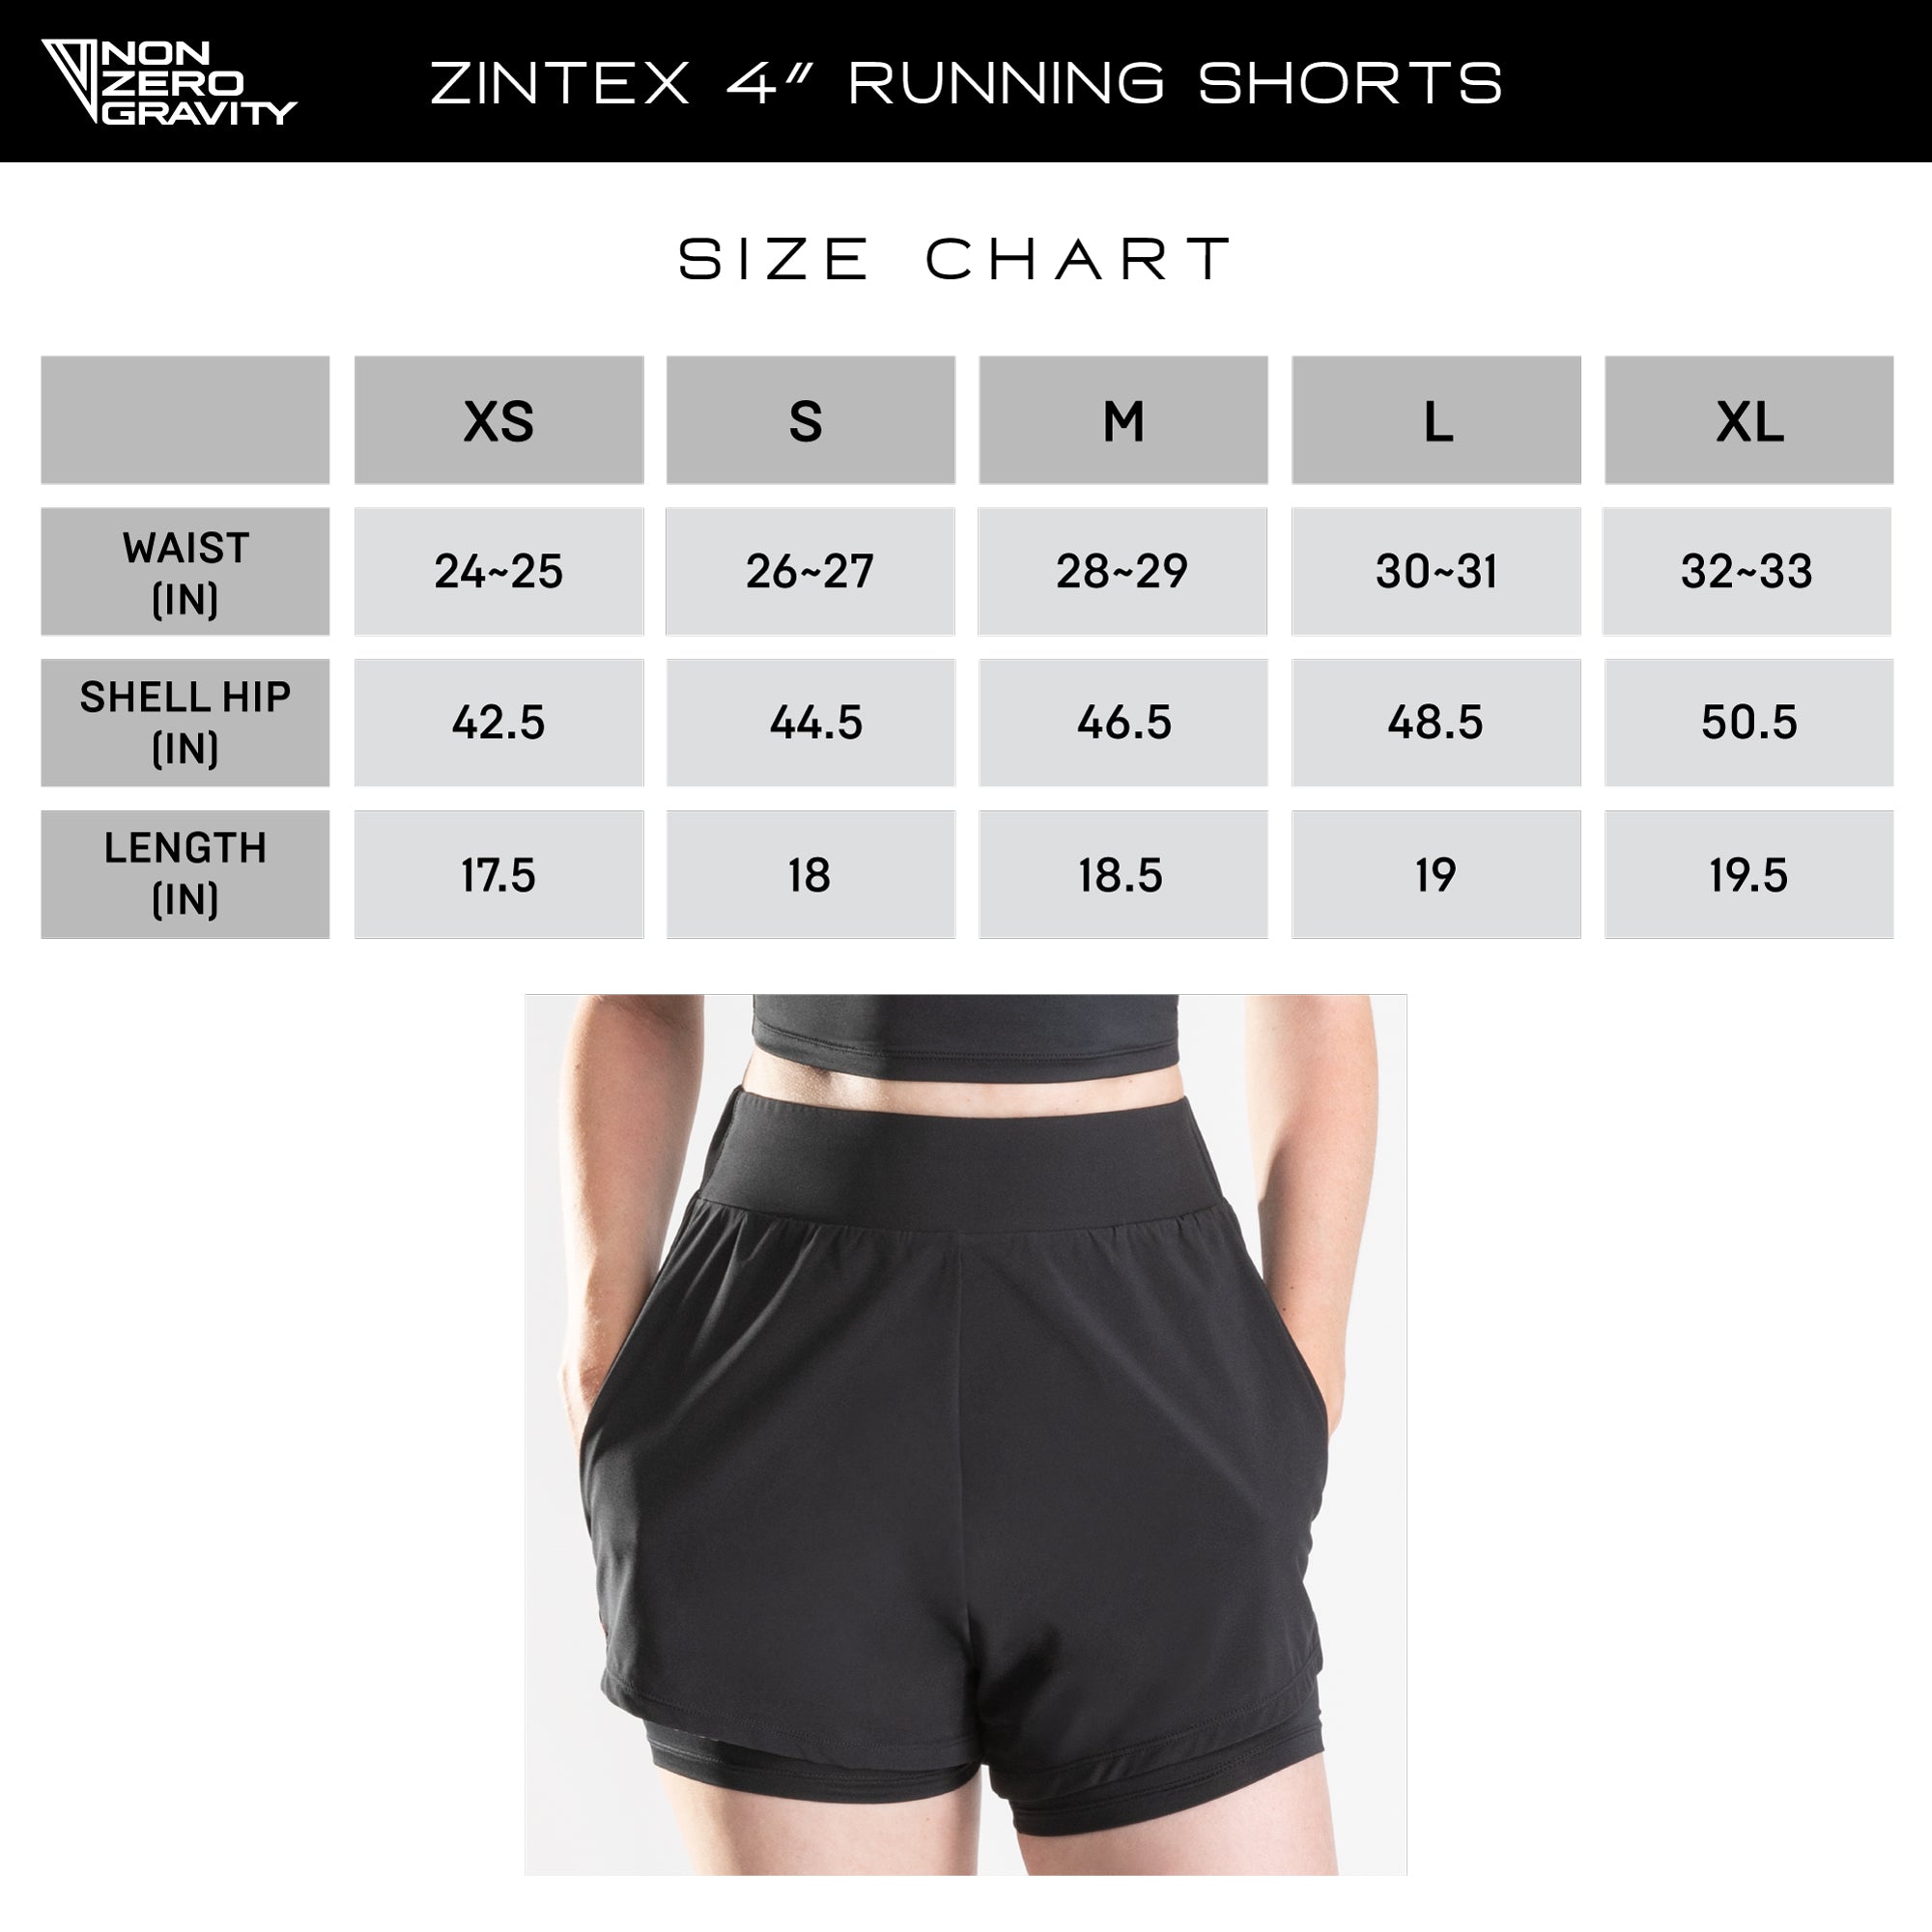 NON
ZERO
GRAVITY
ZINTEX 4" RUNNING SHORTS
SIZE CHART
XS S M L XL
WAIST
(IN)
24~25 26~27 28~29 30~31 32~33
SHELL HIP
(IN)
42.5 44.5 46.5 48.5 50.5
LENGTH
(IN)
17.5 18 18.5 19 19.5